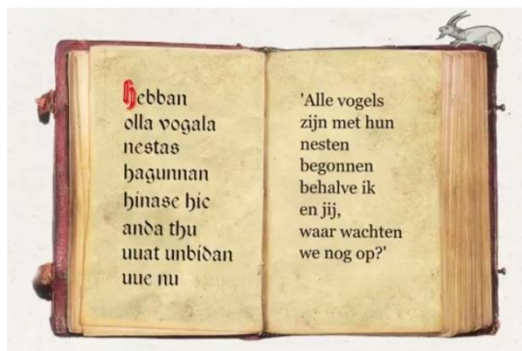 hebban
olla vogala
nestas
hagunnan
hinase hic
anda thu
uuat unbidan
uue nu
'Alle vogels
zijn met hun
nesten
begonnen
behalve ik
en jij,
waar wachten
we nog op?'